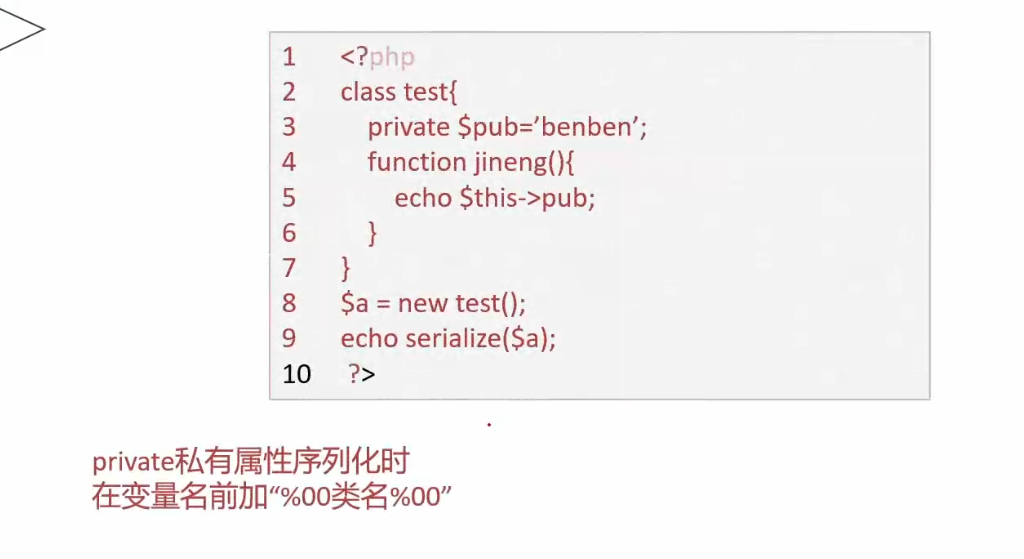 1 <?php
2 class test{
3 private $pub=’benben’;
4 function jineng(){
5 echo $this->pub;
6 }
7 }
8 $a = new test();
9 echo serialize($a);
10 ?>
private私有属性序列化时
在变量名前加“%00类名%00”